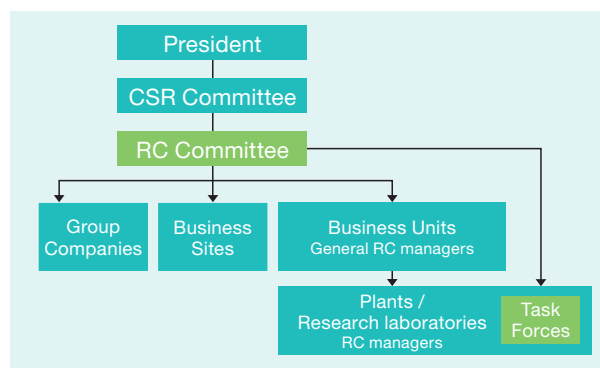 President
CSR Committee
RC Committee
Group
Companies
Business
Sites
Business Units
General RC managers
Plants /
Research laboratories
RC managers
Task
Forces